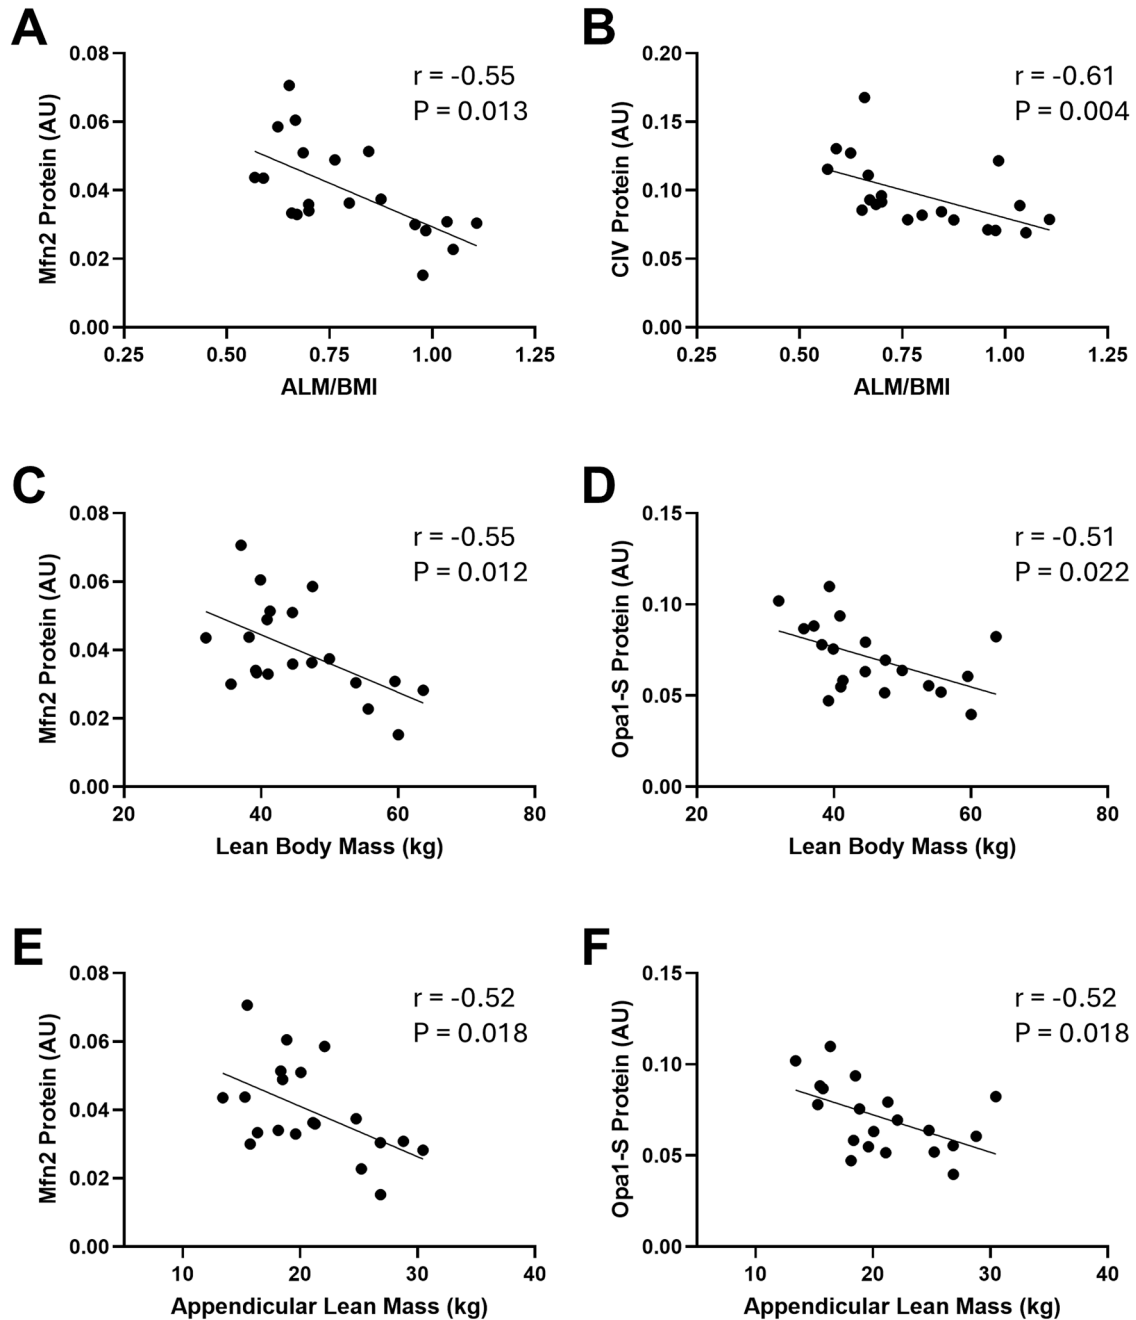 A
r = -0.55
P = 0.013
Mfn2 Protein (AU)
0.08
0.06
0.04
0.02
0.00
0.25 0.50 0.75 1.00 1.25
ALM/BMI
B
r = -0.61
P = 0.004
CIV Protein (AU)
0.20
0.15
0.10
0.05
0.00
0.25 0.50 0.75 1.00 1.25
ALM/BMI
C
r = -0.55
P = 0.012
Mfn2 Protein (AU)
0.08
0.06
0.04
0.02
0.00
20 40 60 80
Lean Body Mass (kg)
D
r = -0.51
P = 0.022
Opa1-S Protein (AU)
0.15
0.10
0.05
0.00
20 40 60 80
Lean Body Mass (kg)
E
r = -0.52
P = 0.018
Mfn2 Protein (AU)
0.08
0.06
0.04
0.02
0.00
10 20 30 40
Appendicular Lean Mass (kg)
F
r = -0.52
P = 0.018
Opa1-S Protein (AU)
0.15
0.10
0.05
0.00
10 20 30 40
Appendicular Lean Mass (kg)